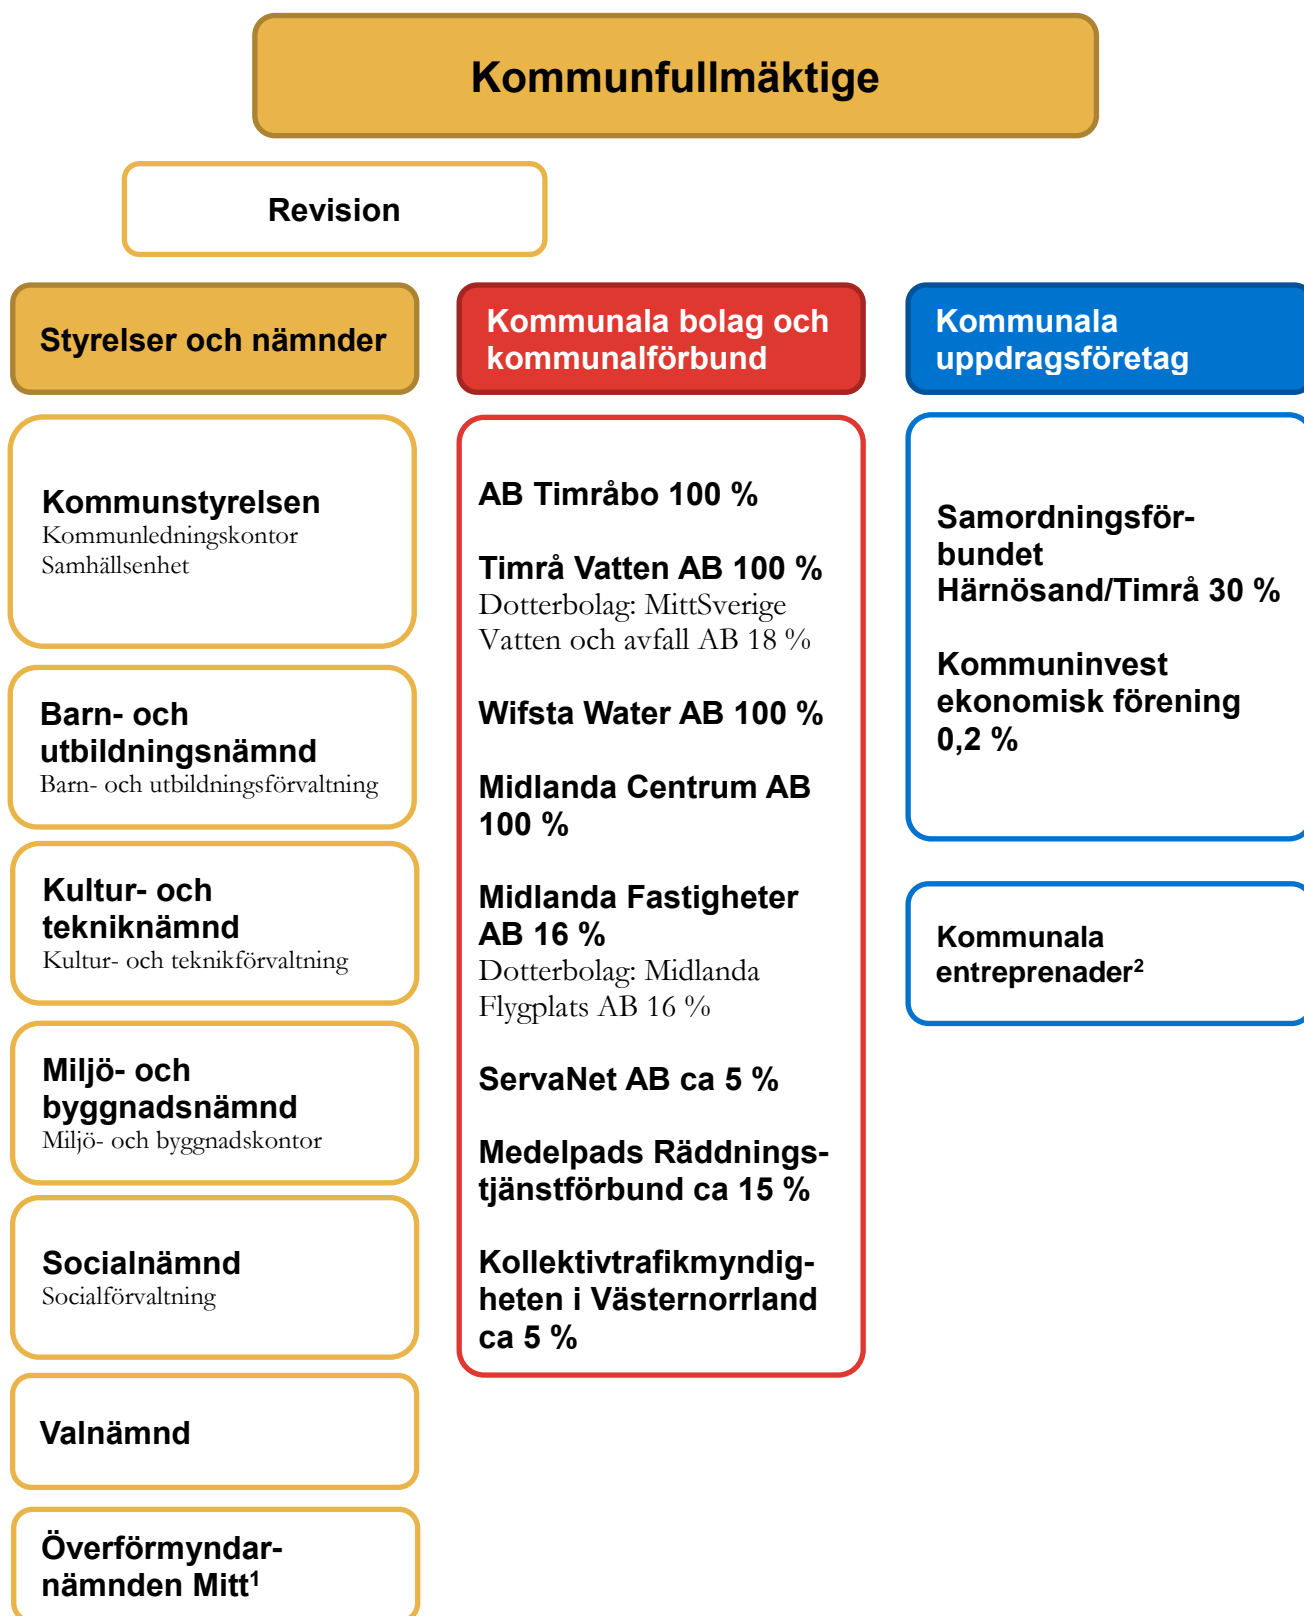 Kommunfullmäktige
Revision
Styrelser och nämnder
Kommunstyrelsen
Kommunledningskontor
Samhällsenhet
Barn- och
utbildningsnämnd
Barn- och utbildningsförvaltning
Kultur- och
tekniknämnd
Kultur- och teknikförvaltning
Miljö- och
byggnadsnämnd
Miljö- och byggnadskontor
Socialnämnd
Socialförvaltning
Valnämnd
Överförmyndar-
nämnden Mitt¹
Kommunala bolag och
kommunalförbund
AB Timråbo 100 %
Timrå Vatten AB 100 %
Dotterbolag: MittSverige
Vatten och avfall AB 18 %
Wifsta Water AB 100 %
Midlanda Centrum AB
100 %
Midlanda Fastigheter
AB 16 %
Dotterbolag: Midlanda
Flygplats AB 16 %
ServaNet AB ca 5 %
Medelpads Räddnings-
tjänstförbund ca 15 %
Kollektivtrafikmyndig-
heten i Västernorrland
ca 5 %
Kommunala
uppdragsföretag
Samordningsför-
bundet
Härnösand/Timrå 30 %
Kommuninvest
ekonomisk förening
0,2 %
Kommunala
entreprenader²